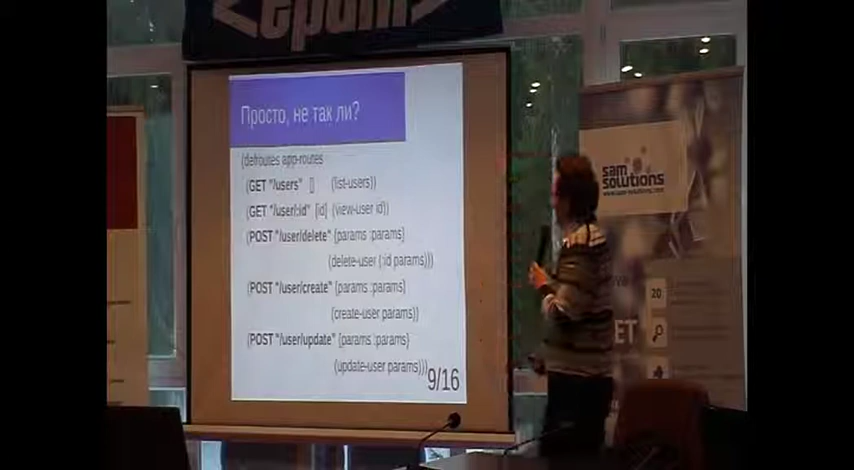 <epam>
Просто, не так ли?
(defroutes app-routes
(GET "/users" [] (list-users))
(GET "/user/:id" [id] (view-user id))
(POST "/user/delete" {params :params}
(delete-user (:id params)))
(POST "/user/create" {params :params}
(create-user params))
(POST "/user/update" {params :params}
(update-user params)))
9/16
sam
solutions
20
ET